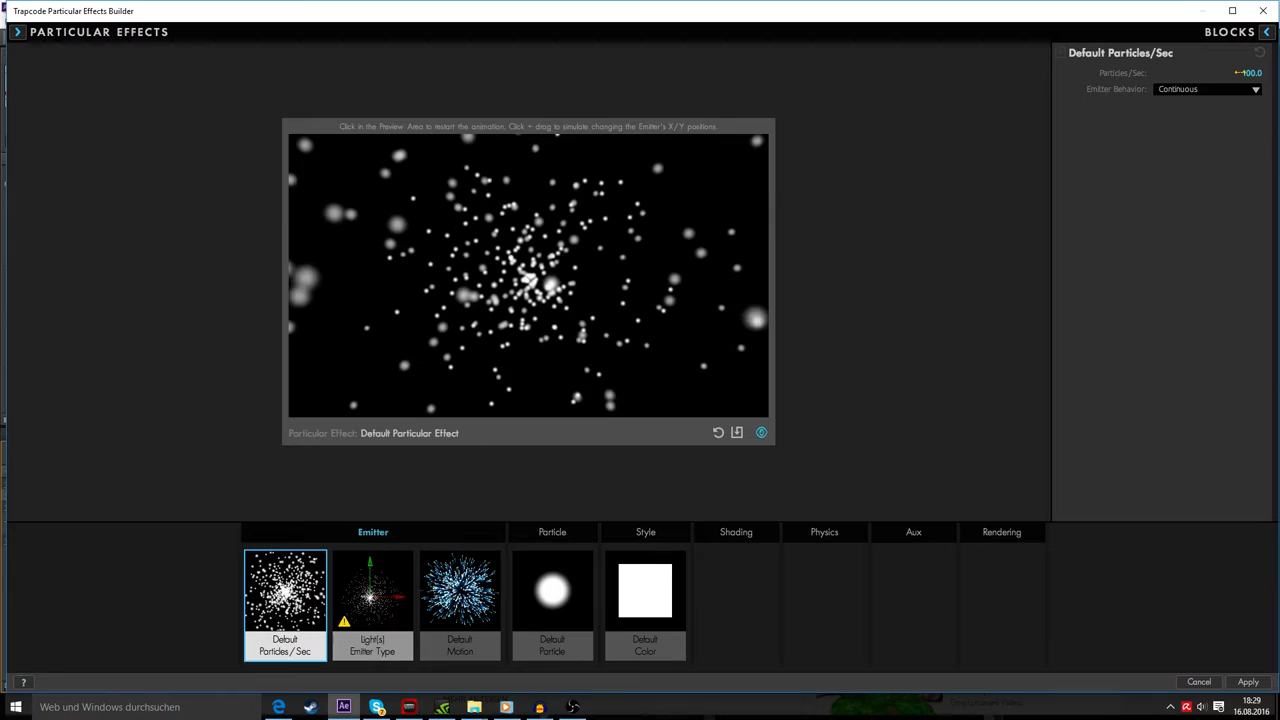 Trapcode Particular Effects Builder
PARTICULAR EFFECTS
BLOCKS
Default Particles/Sec
Particles/Sec:
100.0
Emitter Behavior:
Continuous
Click in the Preview Area to restart the animation, Click + drag to simulate changing the Emitter's X/Y positions.
Particular Effect: Default Particular Effect
Emitter
Particle
Style
Shading
Physics
Aux
Rendering
Default
Particles/Sec
Light(s)
Emitter Type
Default
Motion
Default
Particle
Default
Color
?
Cancel
Apply
Web und Windows durchsuchen
Ae
18:29
16.08.2016